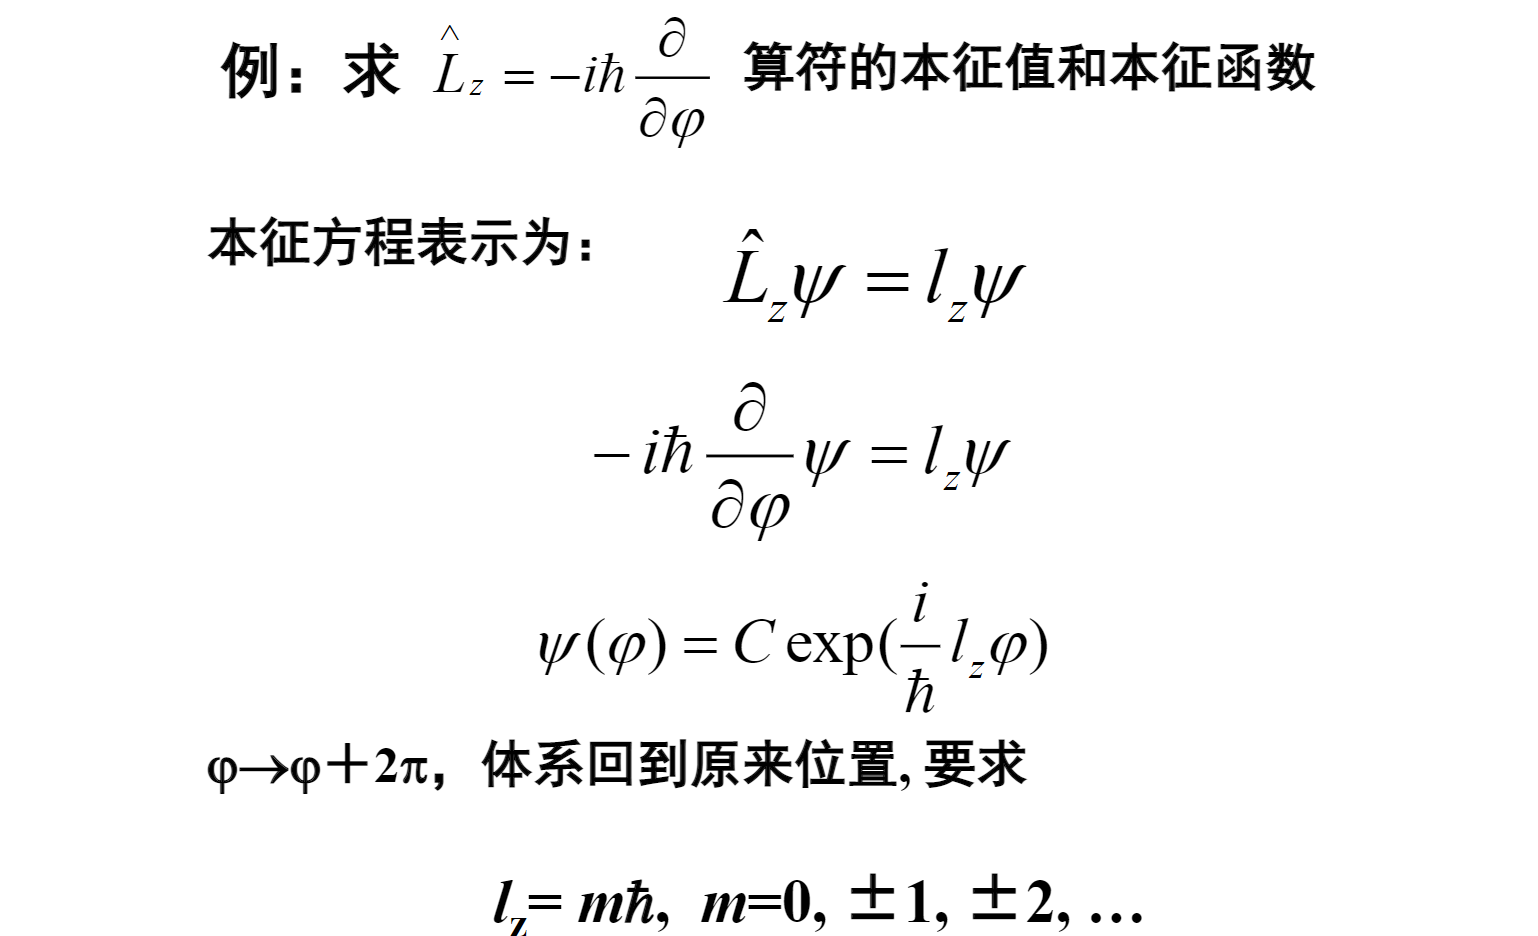 例：求 $\hat{L}_z = -i\hbar \frac{\partial}{\partial \varphi}$ 算符的本征值和本征函数
本征方程表示为：
$\hat{L}_z \psi = l_z \psi$
$-i\hbar \frac{\partial}{\partial \varphi} \psi = l_z \psi$
$\psi(\varphi) = C \exp(\frac{i}{\hbar} l_z \varphi)$
φ→φ＋2π，体系回到原来位置, 要求
$l_z = m\hbar$, m=0, ±1, ±2, …